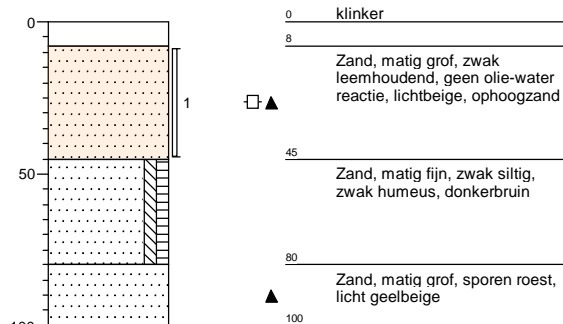 0
50
100
1
0 klinker
8
Zand, matig grof, zwak
leemhoudend, geen olie-water
reactie, lichtbeige, ophoogzand
45
Zand, matig fijn, zwak siltig,
zwak humeus, donkerbruin
80
Zand, matig grof, sporen roest,
licht geelbeige
100